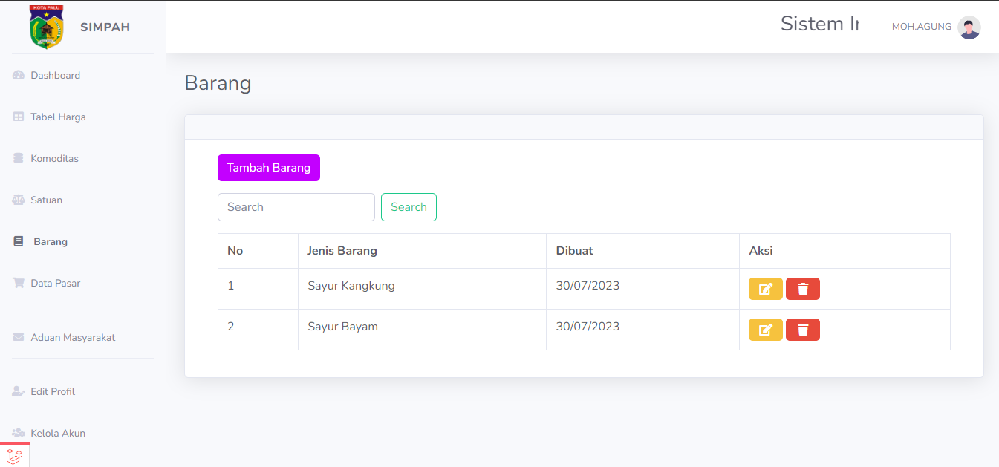 KOTA PALU
SIMPAH
Sistem Ir
MOH.AGUNG
Dashboard
Tabel Harga
Komoditas
Satuan
Barang
Data Pasar
Aduan Masyarakat
Edit Profil
Kelola Akun
Barang
Tambah Barang
Search Search
No Jenis Barang Dibuat Aksi
1 Sayur Kangkung 30/07/2023
2 Sayur Bayam 30/07/2023